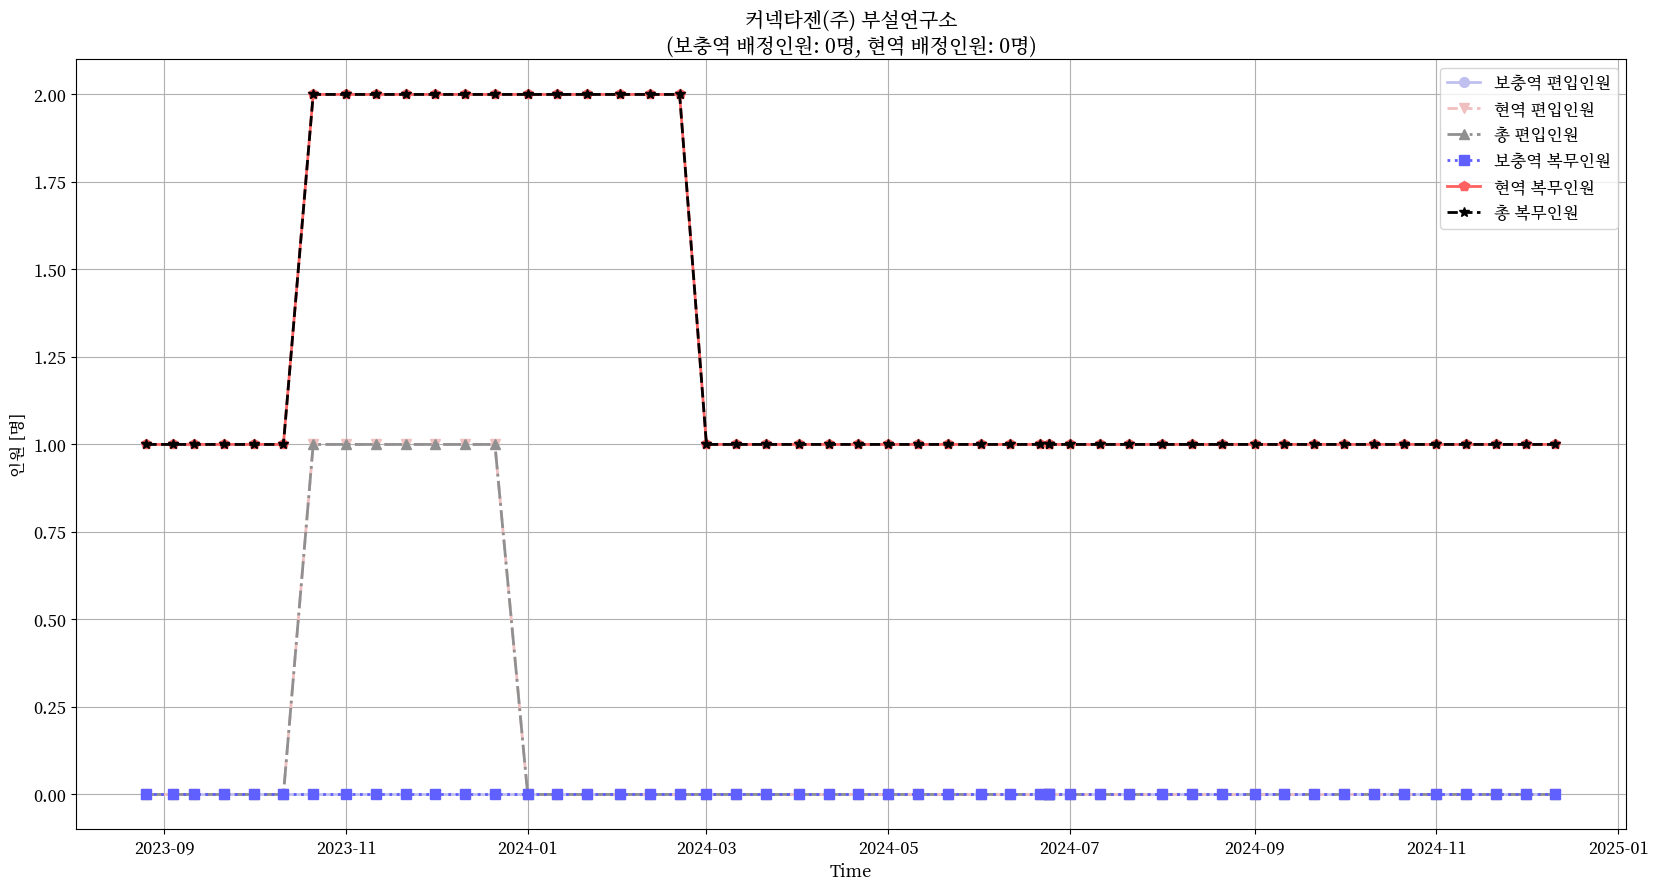 커넥타젠(주) 부설연구소
(보충역 배정인원: 0명, 현역 배정인원: 0명)
보충역 편입인원
현역 편입인원
총 편입인원
보충역 복무인원
현역 복무인원
총 복무인원
인원 [명]
2.00
1.75
1.50
1.25
1.00
0.75
0.50
0.25
0.00
2023-09
2023-11
2024-01
2024-03
2024-05
2024-07
2024-09
2024-11
2025-01
Time